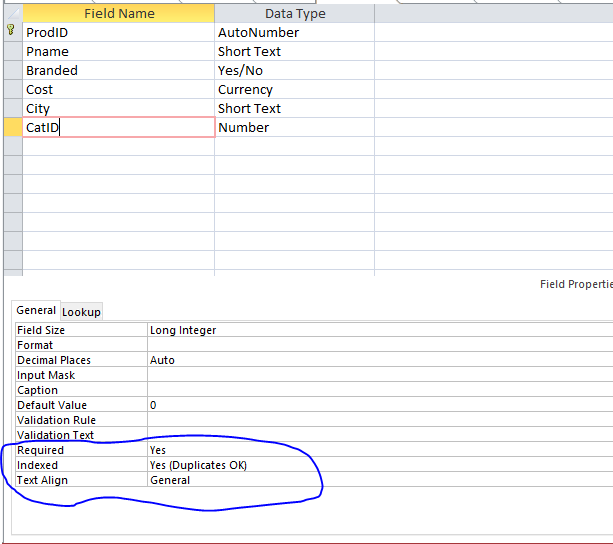 Field Name Data Type
ProdID AutoNumber
Pname Short Text
Branded Yes/No
Cost Currency
City Short Text
CatID Number
Field Properti
General Lookup
Field Size Long Integer
Format
Decimal Places Auto
Input Mask
Caption
Default Value 0
Validation Rule
Validation Text
Required Yes
Indexed Yes (Duplicates OK)
Text Align General